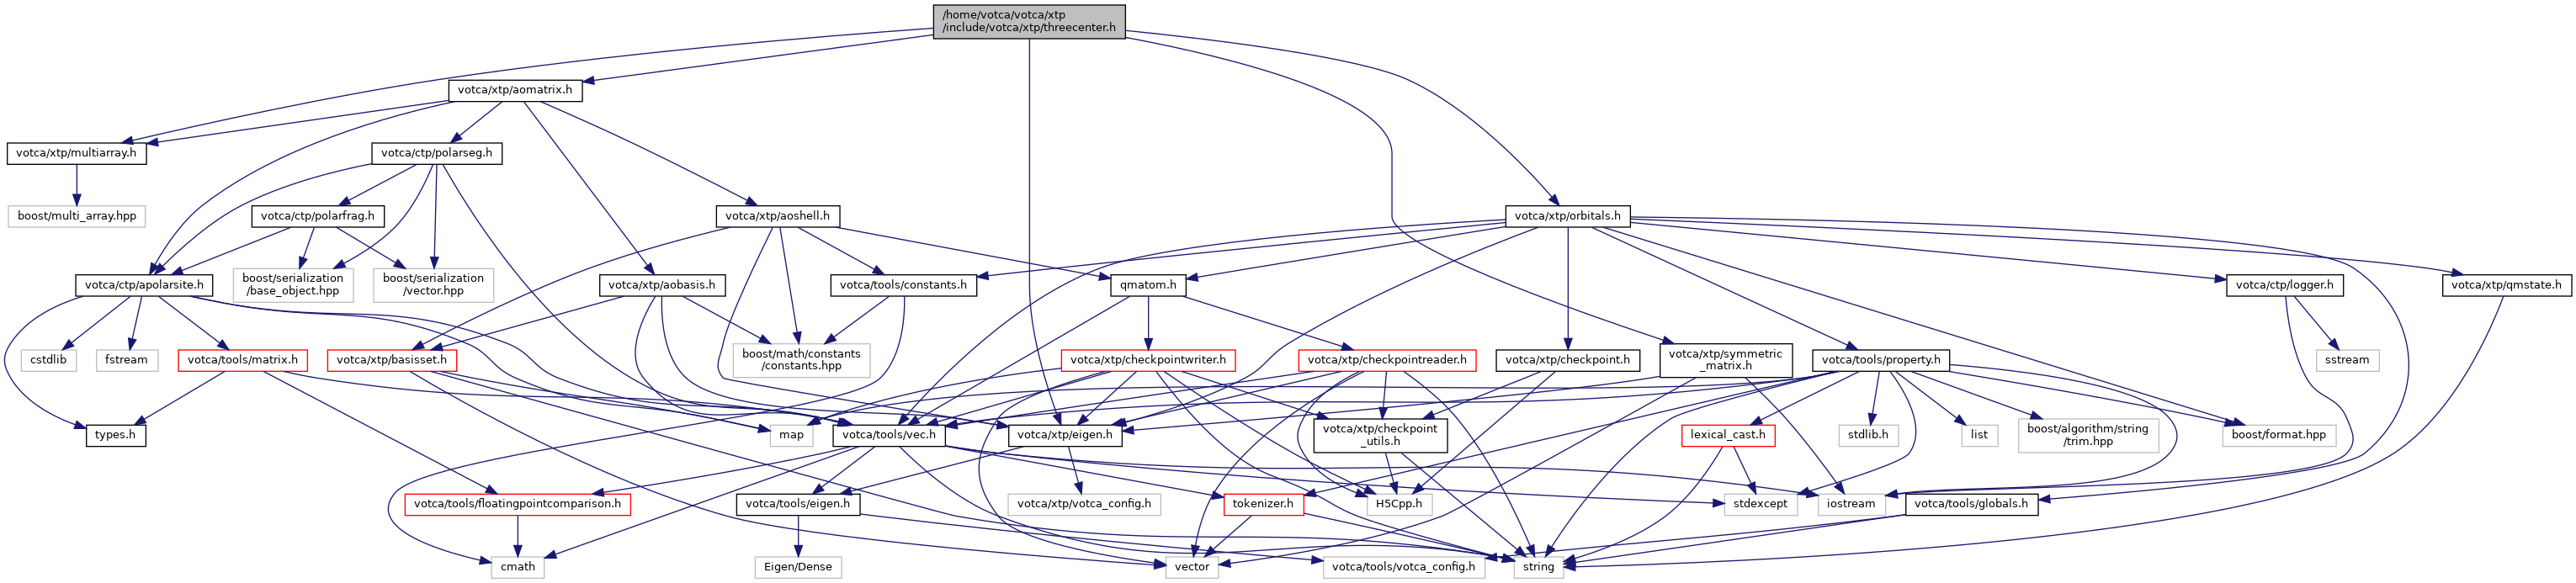 /home/votca/votca/xtp
/include/votca/xtp/threecenter.h
votca/xtp/aomatrix.h
votca/xtp/multiarray.h
votca/ctp/polarseg.h
boost/multi_array.hpp
votca/ctp/polarfrag.h
votca/xtp/aoshell.h
votca/xtp/orbitals.h
votca/ctp/apolarsite.h
boost/serialization
/base_object.hpp
boost/serialization
/vector.hpp
votca/xtp/aobasis.h
votca/tools/constants.h
qmatom.h
votca/ctp/logger.h
votca/xtp/qmstate.h
cstdlib
fstream
votca/tools/matrix.h
votca/xtp/basisset.h
boost/math/constants
/constants.hpp
votca/xtp/checkpointwriter.h
votca/xtp/checkpointreader.h
votca/xtp/checkpoint.h
votca/xtp/symmetric
_matrix.h
votca/tools/property.h
sstream
types.h
map
votca/tools/vec.h
votca/xtp/eigen.h
votca/xtp/checkpoint
_utils.h
lexical_cast.h
stdlib.h
list
boost/algorithm/string
/trim.hpp
boost/format.hpp
votca/tools/floatingpointcomparison.h
votca/tools/eigen.h
votca/xtp/votca_config.h
tokenizer.h
H5Cpp.h
stdexcept
iostream
votca/tools/globals.h
cmath
Eigen/Dense
vector
votca/tools/votca_config.h
string